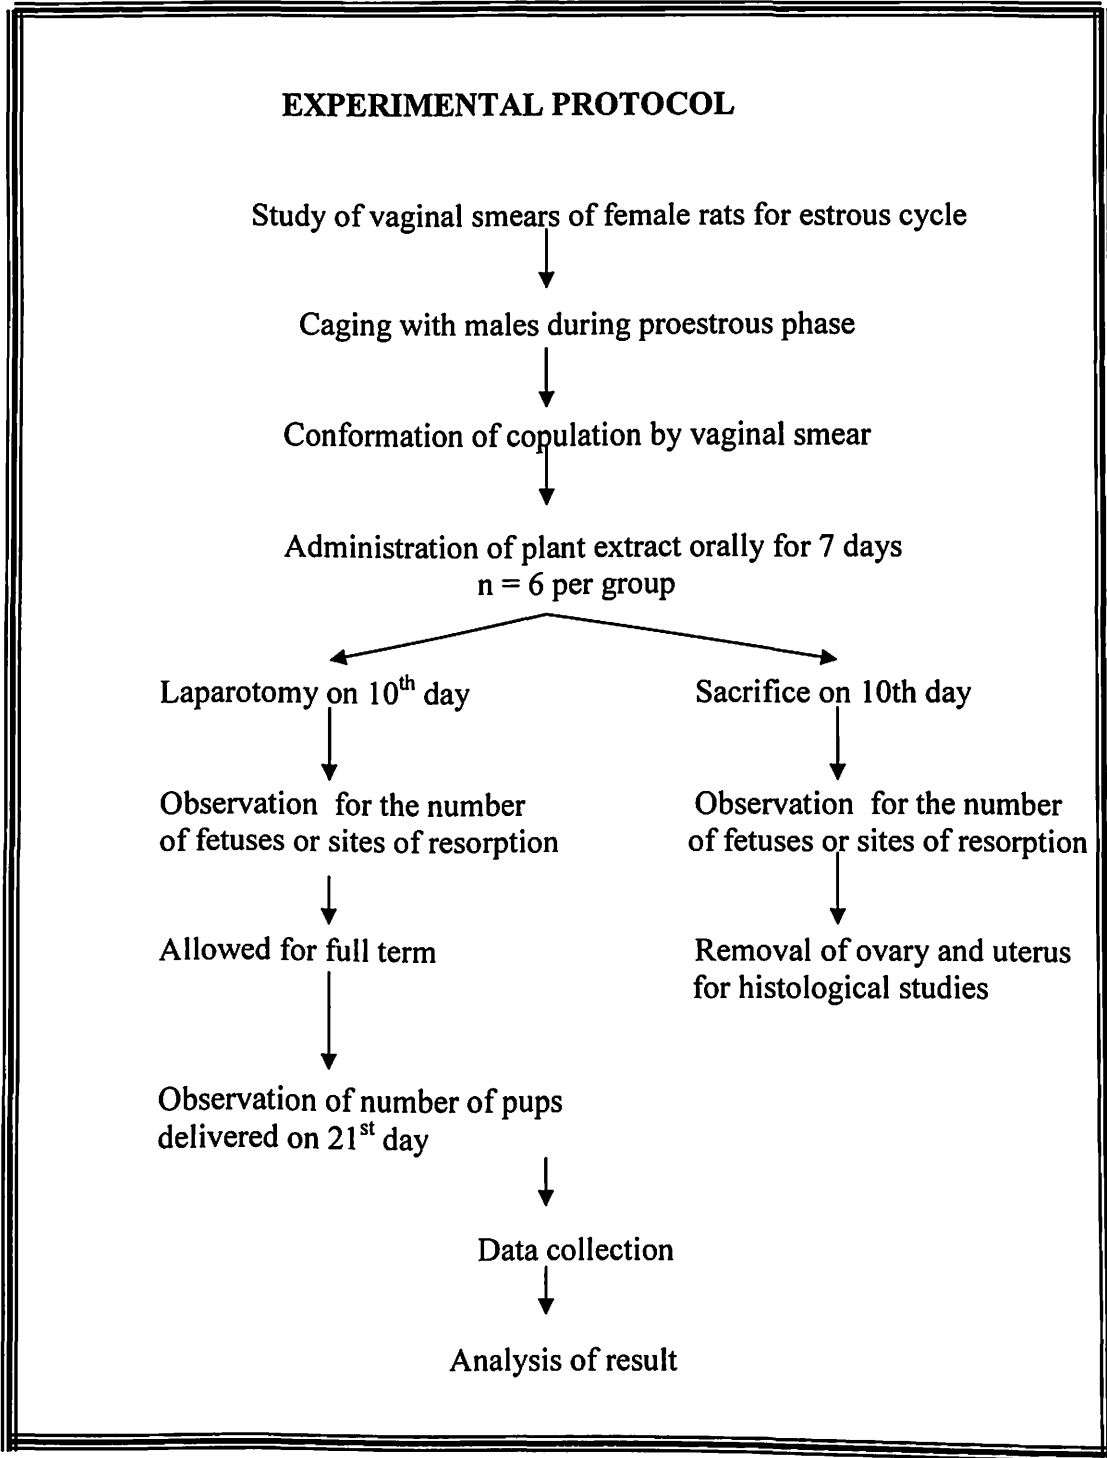 EXPERIMENTAL PROTOCOL
Study of vaginal smears of female rats for estrous cycle
Caging with males during proestrous phase
Conformation of copulation by vaginal smear
Administration of plant extract orally for 7 days
n = 6 per group
Laparotomy on 10th day
Observation for the number
of fetuses or sites of resorption
Allowed for full term
Observation of number of pups
delivered on 21st day
Sacrifice on 10th day
Observation for the number
of fetuses or sites of resorption
Removal of ovary and uterus
for histological studies
Data collection
Analysis of result